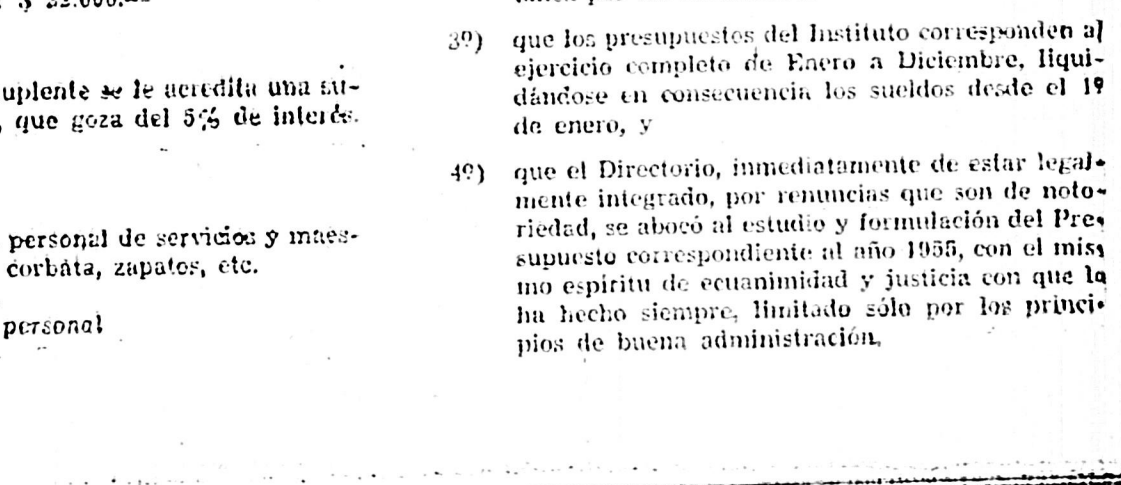 $ 22.000.—
uplente se le acredita una su-
, que goza del 5% de interés.
personal de servicios y maes-
corbata, zapatos, etc.
personal
3º) que los presupuestos del Instituto corresponden al
ejercicio completo de Enero a Diciembre, liqui-
dándose en consecuencia los sueldos desde el 1º
de enero, y
4º) que el Directorio, inmediatamente de estar legal-
mente integrado, por renuncias que son de noto-
riedad, se abocó al estudio y formulación del Pre-
supuesto correspondiente al año 1955, con el mis-
mo espíritu de ecuanimidad y justicia con que lo
ha hecho siempre, limitado sólo por los princi-
pios de buena administración,